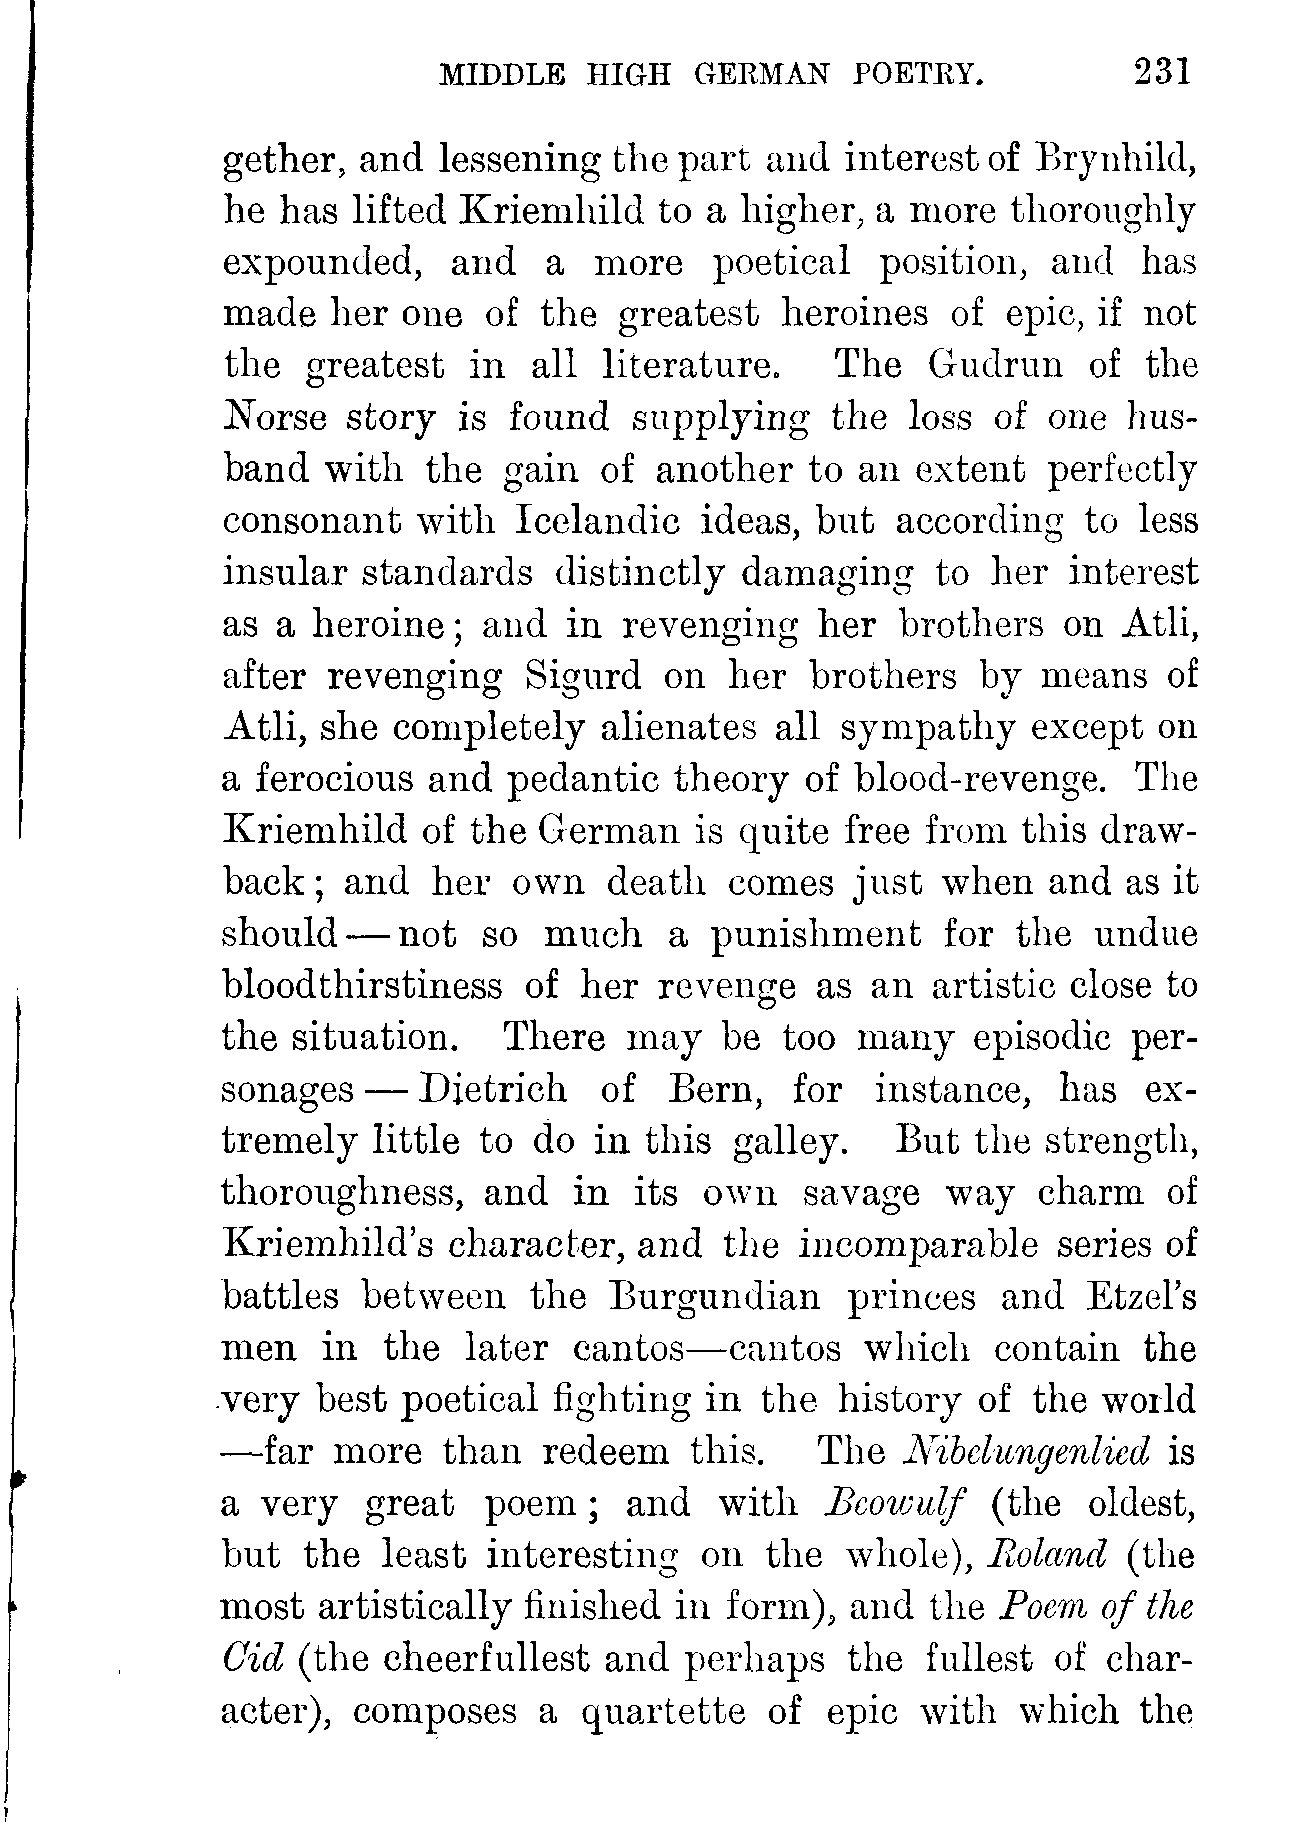 MIDDLE HIGH GERMAN POETRY. 231
gether, and lessening the part and interest of Brynhild,
he has lifted Kriemhild to a higher, a more thoroughly
expounded, and a more poetical position, and has
made her one of the greatest heroines of epic, if not
the greatest in all literature. The Gudrun of the
Norse story is found supplying the loss of one hus-
band with the gain of another to an extent perfectly
consonant with Icelandic ideas, but according to less
insular standards distinctly damaging to her interest
as a heroine; and in revenging her brothers on Atli,
after revenging Sigurd on her brothers by means of
Atli, she completely alienates all sympathy except on
a ferocious and pedantic theory of blood-revenge. The
Kriemhild of the German is quite free from this draw-
back; and her own death comes just when and as it
should — not so much a punishment for the undue
bloodthirstiness of her revenge as an artistic close to
the situation. There may be too many episodic per-
sonages — Dietrich of Bern, for instance, has ex-
tremely little to do in this galley. But the strength,
thoroughness, and in its own savage way charm of
Kriemhild's character, and the incomparable series of
battles between the Burgundian princes and Etzel's
men in the later cantos—cantos which contain the
very best poetical fighting in the history of the world
—far more than redeem this. The Nibelungenlied is
a very great poem; and with Beowulf (the oldest,
but the least interesting on the whole), Roland (the
most artistically finished in form), and the Poem of the
Cid (the cheerfullest and perhaps the fullest of char-
acter), composes a quartette of epic with which the